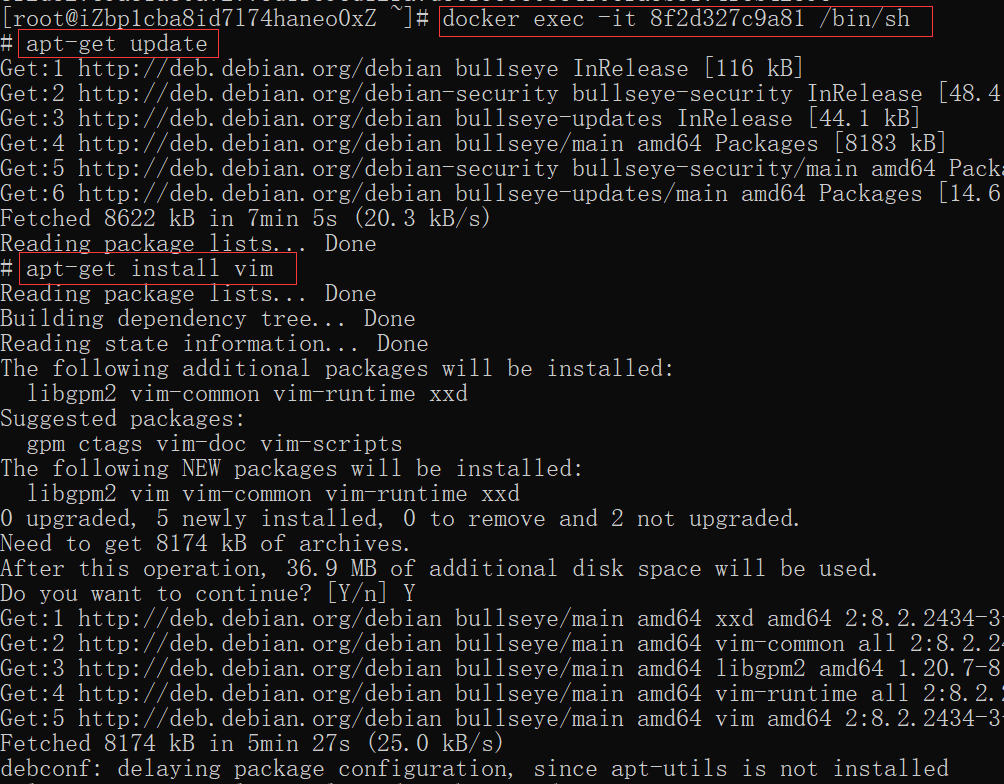 [root@iZbp1cba8id7l74haneo0xZ ~]# docker exec -it 8f2d327c9a81 /bin/sh
# apt-get update
Get:1 http://deb.debian.org/debian bullseye InRelease [116 kB]
Get:2 http://deb.debian.org/debian-security bullseye-security InRelease [48.4
Get:3 http://deb.debian.org/debian bullseye-updates InRelease [44.1 kB]
Get:4 http://deb.debian.org/debian bullseye/main amd64 Packages [8183 kB]
Get:5 http://deb.debian.org/debian-security bullseye-security/main amd64 Packa
Get:6 http://deb.debian.org/debian bullseye-updates/main amd64 Packages [14.6
Fetched 8622 kB in 7min 5s (20.3 kB/s)
Reading package lists... Done
# apt-get install vim
Reading package lists... Done
Building dependency tree... Done
Reading state information... Done
The following additional packages will be installed:
  libgpm2 vim-common vim-runtime xxd
Suggested packages:
  gpm ctags vim-doc vim-scripts
The following NEW packages will be installed:
  libgpm2 vim vim-common vim-runtime xxd
0 upgraded, 5 newly installed, 0 to remove and 2 not upgraded.
Need to get 8174 kB of archives.
After this operation, 36.9 MB of additional disk space will be used.
Do you want to continue? [Y/n] Y
Get:1 http://deb.debian.org/debian bullseye/main amd64 xxd amd64 2:8.2.2434-3
Get:2 http://deb.debian.org/debian bullseye/main amd64 vim-common all 2:8.2.24
Get:3 http://deb.debian.org/debian bullseye/main amd64 libgpm2 amd64 1.20.7-8
Get:4 http://deb.debian.org/debian bullseye/main amd64 vim-runtime all 2:8.2.2
Get:5 http://deb.debian.org/debian bullseye/main amd64 vim amd64 2:8.2.2434-3
Fetched 8174 kB in 5min 27s (25.0 kB/s)
debconf: delaying package configuration, since apt-utils is not installed